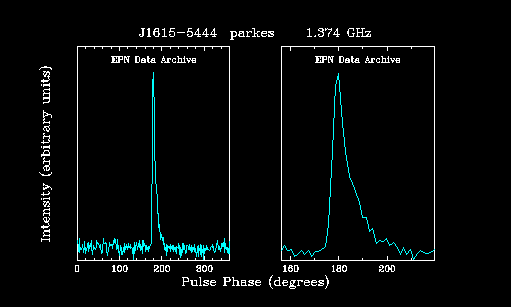 J1615-5444 parkes 1.374 GHz
EPN Data Archive
EPN Data Archive
Intensity (arbitrary units)
0 100 200 300
160 180 200
Pulse Phase (degrees)